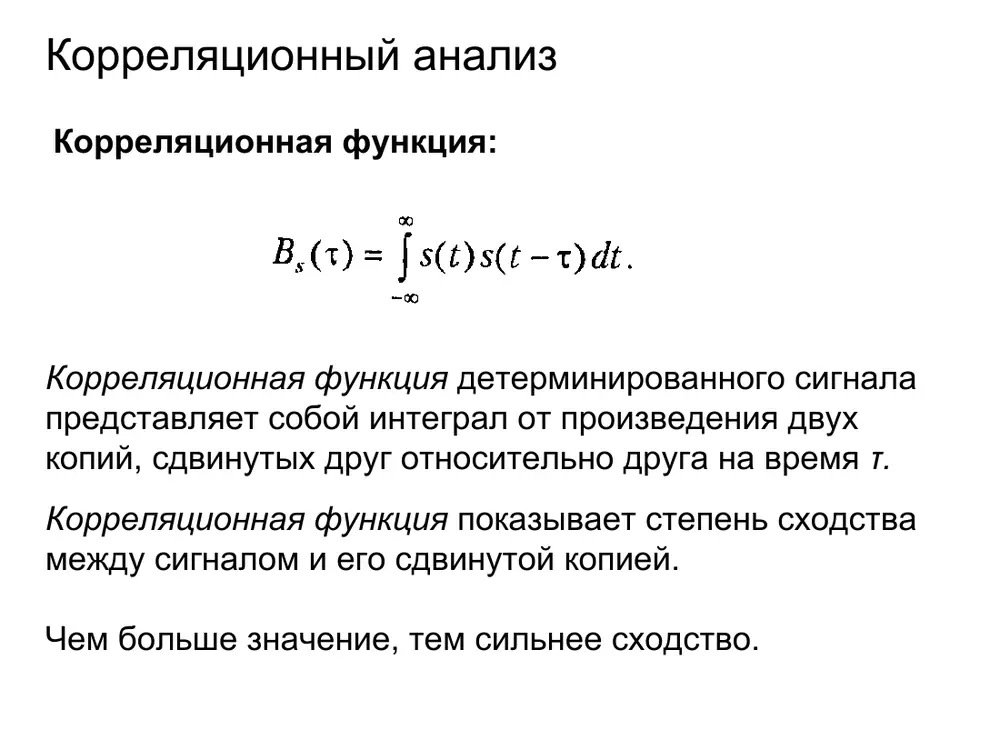 Корреляционный анализ
Корреляционная функция:
B_s(τ) = ∫_{-∞}^{∞} s(t)s(t − τ)dt.
Корреляционная функция детерминированного сигнала
представляет собой интеграл от произведения двух
копий, сдвинутых друг относительно друга на время τ.
Корреляционная функция показывает степень сходства
между сигналом и его сдвинутой копией.
Чем больше значение, тем сильнее сходство.